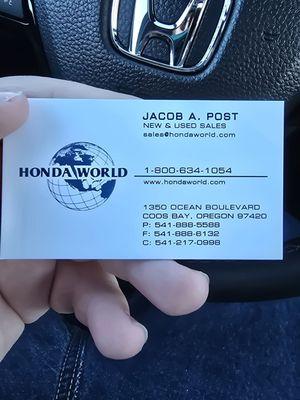 JACOB A. POST
NEW & USED SALES
sales@hondaworld.com
HONDA WORLD
1-800-634-1054
www.hondaworld.com
1350 OCEAN BOULEVARD
COOS BAY, OREGON 97420
P: 541-888-5588
F: 541-888-6132
C: 541-217-0998